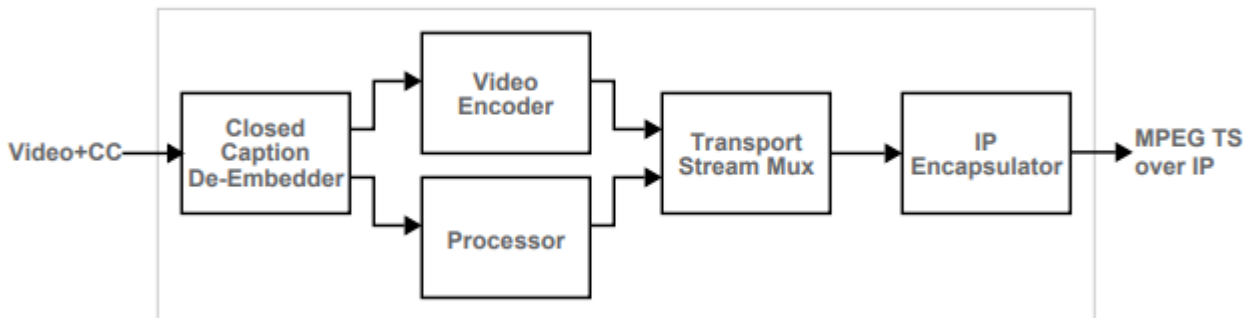 Video+CC
Closed
Caption
De-Embedder
Video
Encoder
Processor
Transport
Stream Mux
IP
Encapsulator
MPEG TS
over IP